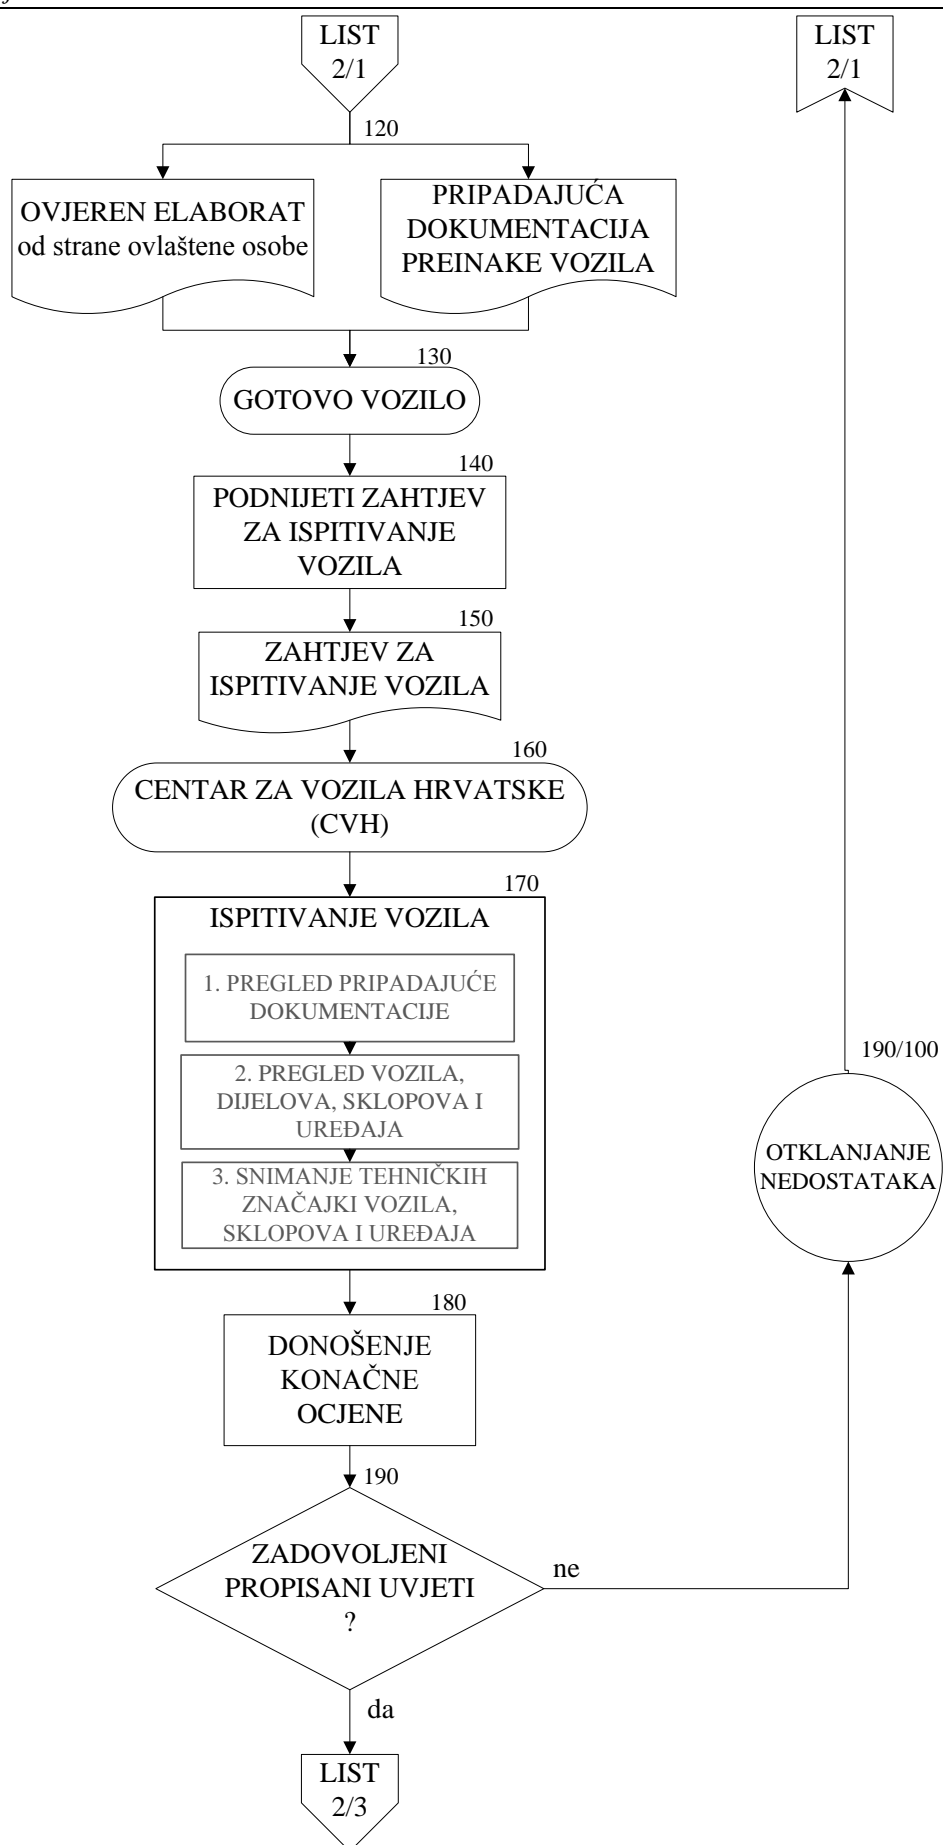 LIST
2/1
LIST
2/1
120
OVJEREN ELABORAT
od strane ovlaštene osobe
PRIPADAJUĆA
DOKUMENTACIJA
PREINAKE VOZILA
130
GOTOVO VOZILO
140
PODNIJETI ZAHTJEV
ZA ISPITIVANJE
VOZILA
150
ZAHTJEV ZA
ISPITIVANJE VOZILA
160
CENTAR ZA VOZILA HRVATSKE
(CVH)
170
ISPITIVANJE VOZILA
1. PREGLED PRIPADAJUĆE
DOKUMENTACIJE
2. PREGLED VOZILA,
DIJELOVA, SKLOPOVA I
UREĐAJA
3. SNIMANJE TEHNIČKIH
ZNAČAJKI VOZILA,
SKLOPOVA I UREĐAJA
190/100
OTKLANJANJE
NEDOSTATAKA
180
DONOŠENJE
KONAČNE
OCJENE
190
ZADOVOLJENI
PROPISANI UVJETI
?
ne
da
LIST
2/3